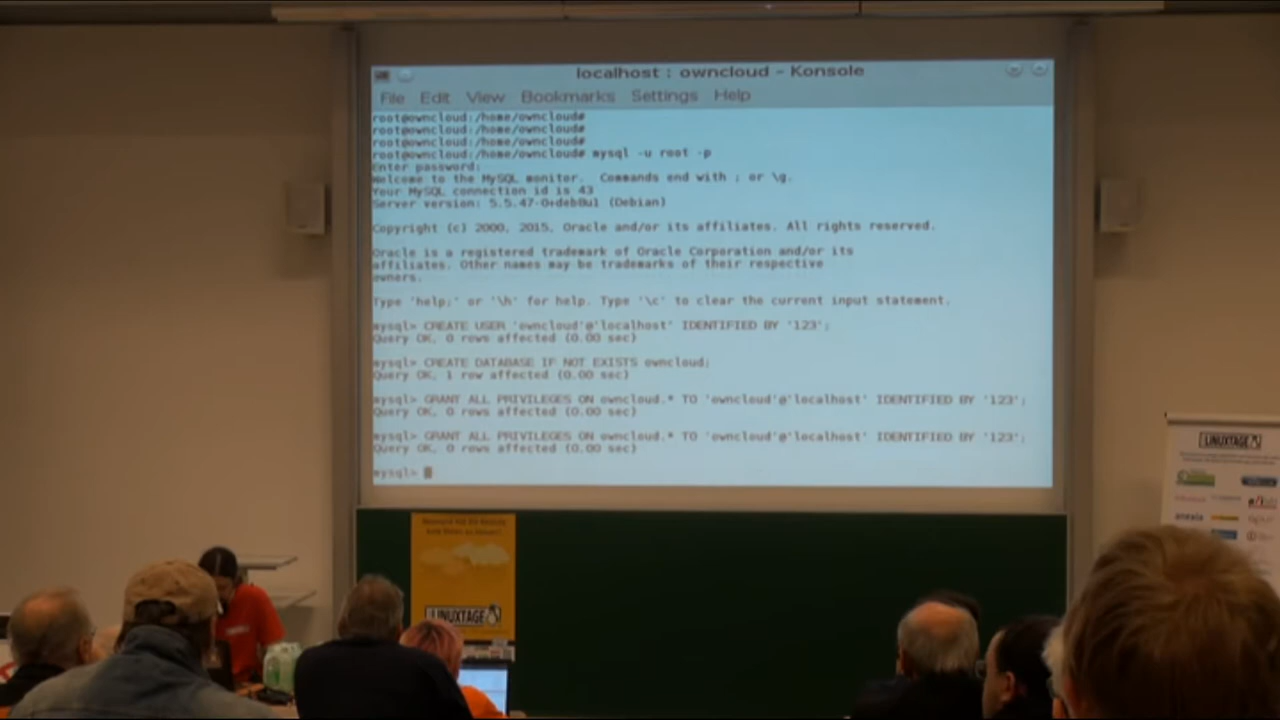 localhost : owncloud – Konsole
File Edit View Bookmarks Settings Help
root@owncloud:/home/owncloud#
root@owncloud:/home/owncloud#
root@owncloud:/home/owncloud#
root@owncloud:/home/owncloud# mysql -u root -p
Enter password:
Welcome to the MySQL monitor.  Commands end with ; or \g.
Your MySQL connection id is 43
Server version: 5.5.47-0+deb8u1 (Debian)
Copyright (c) 2000, 2015, Oracle and/or its affiliates. All rights reserved.
Oracle is a registered trademark of Oracle Corporation and/or its
affiliates. Other names may be trademarks of their respective
owners.
Type 'help;' or '\h' for help. Type '\c' to clear the current input statement.
mysql> CREATE USER 'owncloud'@'localhost' IDENTIFIED BY '123';
Query OK, 0 rows affected (0.00 sec)
mysql> CREATE DATABASE IF NOT EXISTS owncloud;
Query OK, 1 row affected (0.00 sec)
mysql> GRANT ALL PRIVILEGES ON owncloud.* TO 'owncloud'@'localhost' IDENTIFIED BY '123';
Query OK, 0 rows affected (0.00 sec)
mysql> GRANT ALL PRIVILEGES ON owncloud.* TO 'owncloud'@'localhost' IDENTIFIED BY '123';
Query OK, 0 rows affected (0.00 sec)
mysql>
LINUXTAGE
anexia
LINUXTAGE